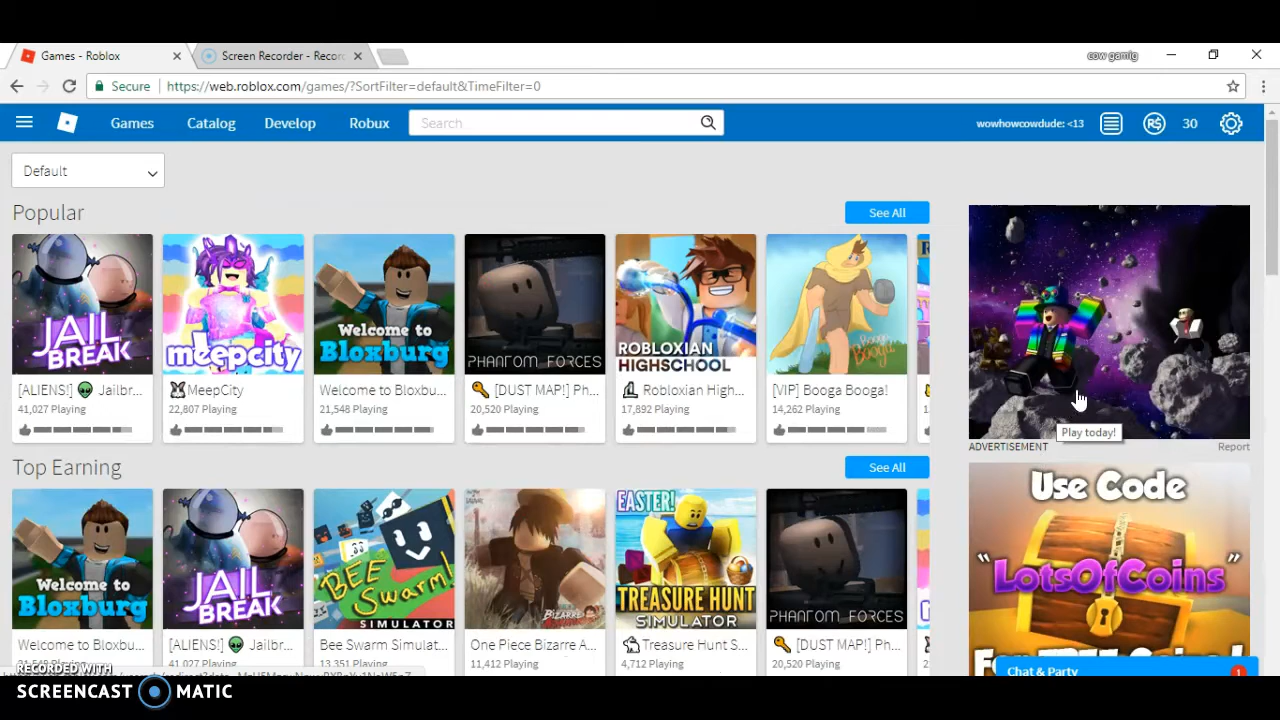 Games - Roblox
Screen Recorder - Recor
cow gamig
Secure
https://web.roblox.com/games/?SortFilter=default&TimeFilter=0
Games
Catalog
Develop
Robux
Search
wowhowcowdude: <13
R$
30
Default
Popular
See All
JAIL BREAK
meepcity
Welcome to
Bloxburg
PHANTOM FORCES
ROBLOXIAN
HIGHSCHOOL
Booga
Booga
[ALIENS!] 👽 Jailbr...
MeepCity
Welcome to Bloxbu...
[DUST MAP!] Ph...
Robloxian High...
[VIP] Booga Booga!
41,027 Playing
22,807 Playing
21,548 Playing
20,520 Playing
17,892 Playing
14,262 Playing
Play today!
ADVERTISEMENT
Report
Top Earning
See All
Welcome to
Bloxburg
JAIL BREAK
BEE
Swarm!
SIMULATOR
BIZARRE
EASTER!
TREASURE HUNT
SIMULATOR
PHANTOM FORCES
Welcome to Bloxbu...
[ALIENS!] 👽 Jailbr...
Bee Swarm Simulat...
One Piece Bizarre A...
Treasure Hunt S...
[DUST MAP!] Ph...
41,027 Playing
13,351 Playing
11,412 Playing
4,712 Playing
20,520 Playing
Use Code
"LotsOfCoins"
For FREE Coins!
Chat & Party
1
RECORDED WITH
SCREENCAST MATIC